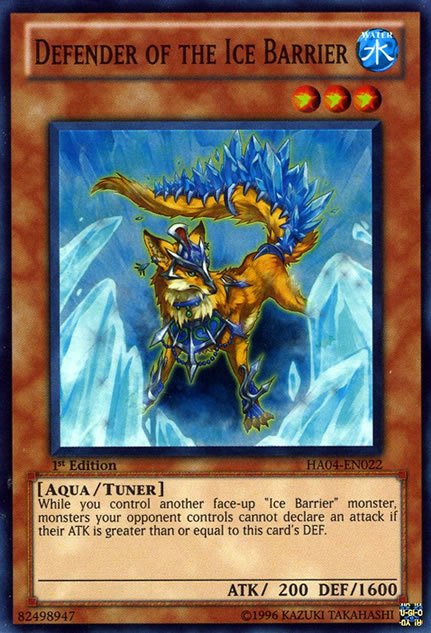 DEFENDER OF THE ICE BARRIER
WATER
水
1st Edition
HA04-EN022
[AQUA/TUNER]
While you control another face-up "Ice Barrier" monster,
monsters your opponent controls cannot declare an attack if
their ATK is greater than or equal to this card's DEF.
ATK/ 200 DEF/1600
82498947
©1996 KAZUKI TAKAHASHI